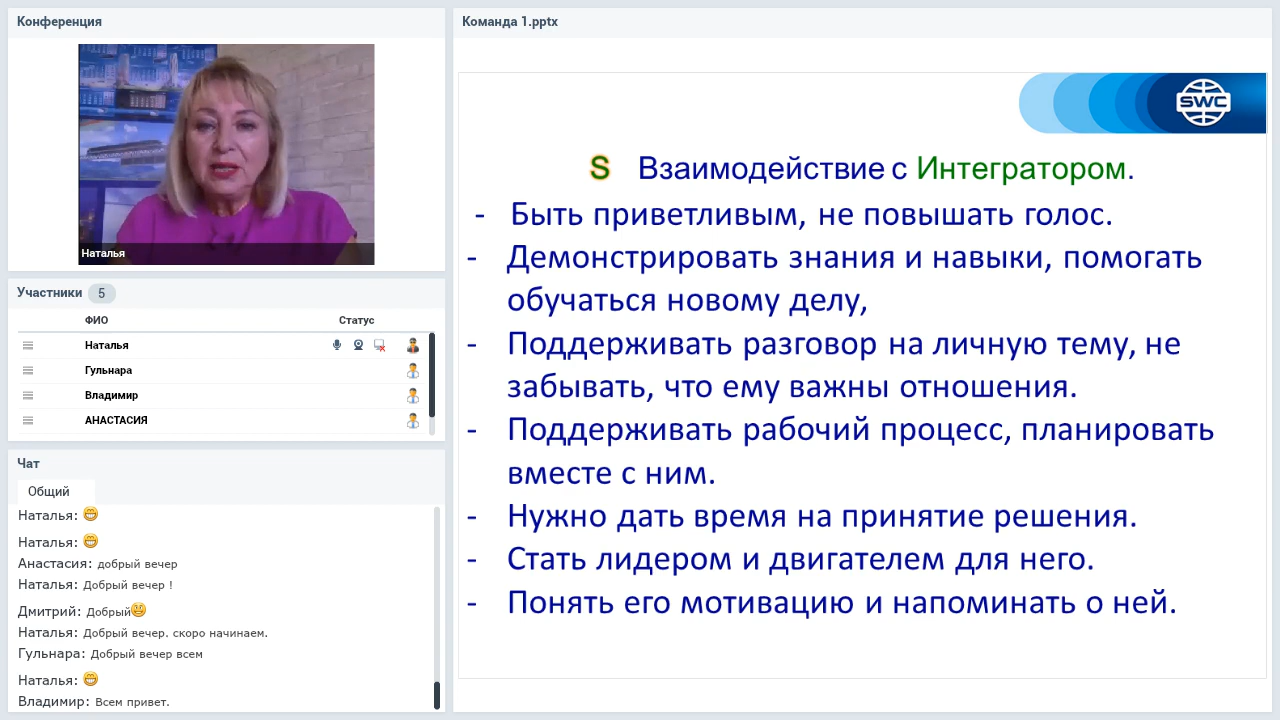 Конференция
Наталья
Участники 5
ФИО Статус
Наталья
Гульнара
Владимир
АНАСТАСИЯ
Чат
Общий
Наталья:
Наталья:
Анастасия: добрый вечер
Наталья: Добрый вечер !
Дмитрий: Добрый
Наталья: Добрый вечер. скоро начинаем.
Гульнара: Добрый вечер всем
Наталья:
Владимир: Всем привет.
Команда 1.pptx
SWC
S Взаимодействие с Интегратором.
- Быть приветливым, не повышать голос.
- Демонстрировать знания и навыки, помогать
обучаться новому делу,
- Поддерживать разговор на личную тему, не
забывать, что ему важны отношения.
- Поддерживать рабочий процесс, планировать
вместе с ним.
- Нужно дать время на принятие решения.
- Стать лидером и двигателем для него.
- Понять его мотивацию и напоминать о ней.